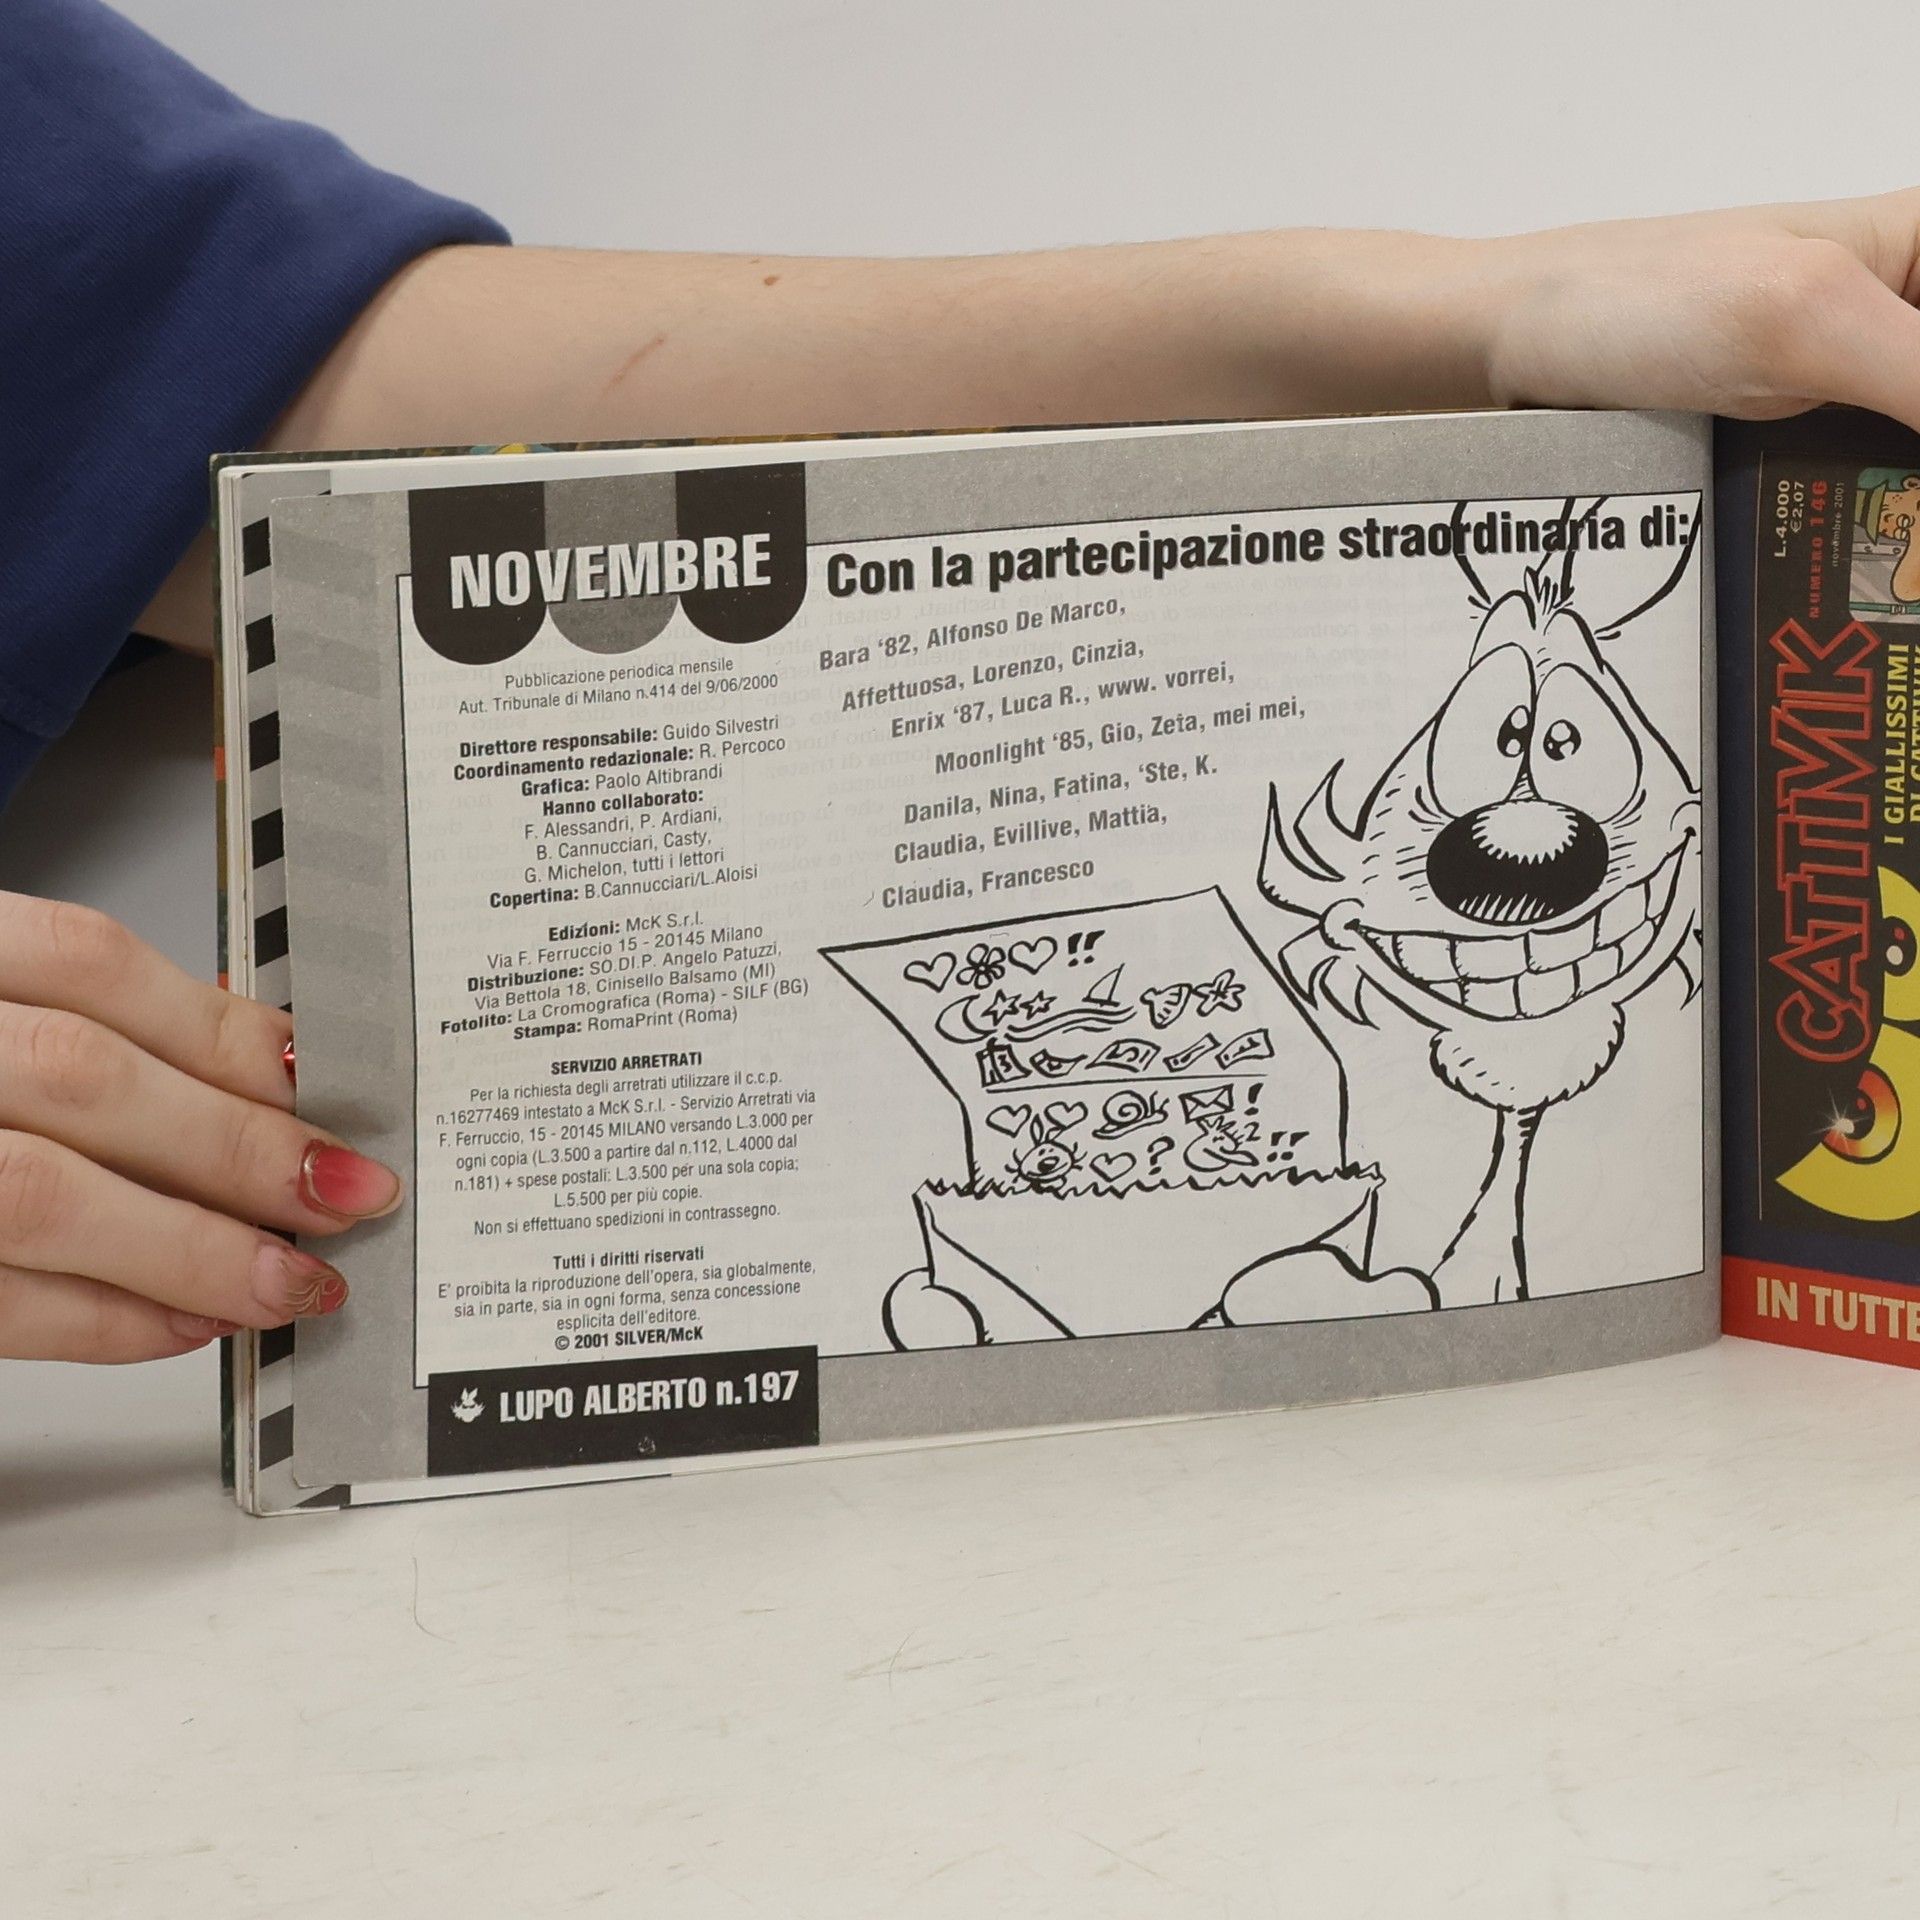 NOVEMBRE
Pubblicazione periodica mensile
Aut. Tribunale di Milano n.414 del 9/06/2000
Direttore responsabile: Guido Silvestri
Coordinamento redazionale: R. Percoco
Grafica: Paolo Altibrandi
Hanno collaborato:
F. Alessandri, P. Ardiani,
B. Cannucciari, Casty,
G. Michelon, tutti i lettori
Copertina: B.Cannucciari/L.Aloisi
Edizioni: McK S.r.l.
Via F. Ferruccio 15 - 20145 Milano
Distribuzione: SO.DI.P. Angelo Patuzzi,
Via Bettola 18, Cinisello Balsamo (MI)
Fotolito: La Cromografica (Roma) - SILF (BG)
Stampa: RomaPrint (Roma)
SERVIZIO ARRETRATI
Per la richiesta degli arretrati utilizzare il c.c.p.
n.16277469 intestato a McK S.r.l. - Servizio Arretrati via
F. Ferruccio, 15 - 20145 MILANO versando L.3.000 per
ogni copia (L.3.500 a partire dal n.112, L.4000 dal
n.181) + spese postali: L.3.500 per una sola copia;
L.5.500 per più copie.
Non si effettuano spedizioni in contrassegno.
Tutti i diritti riservati
E' proibita la riproduzione dell'opera, sia globalmente,
sia in parte, sia in ogni forma, senza concessione
esplicita dell'editore.
© 2001 SILVER/McK
LUPO ALBERTO n.197
Con la partecipazione straordinaria di:
Bara '82, Alfonso De Marco,
Affettuosa, Lorenzo, Cinzia,
Enrix '87, Luca R., www. vorrei,
Moonlight '85, Gio, Zeta, mei mei,
Danila, Nina, Fatina, 'Ste, K.
Claudia, Evillive, Mattia,
Claudia, Francesco
!!
!
? !!
L.4.000
€2.07
NUMERO 146
novembre 2001
CATTIVIK
I GIALLISSIMI
DI CATTIVIK
IN TUTTE